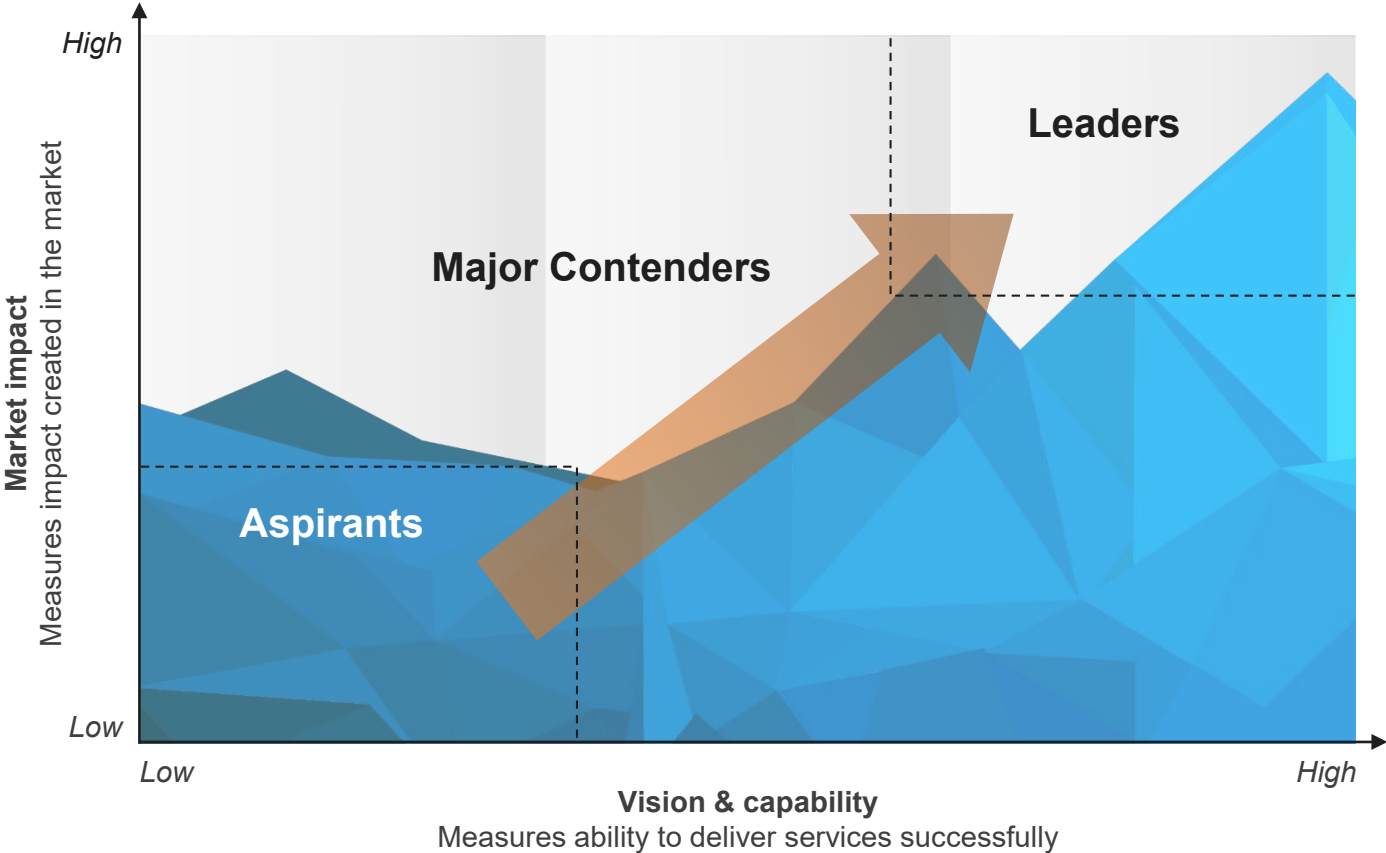 High
Leaders
Major Contenders
Market impact
Measures impact created in the market
Aspirants
Low
Low
High
Vision & capability
Measures ability to deliver services successfully